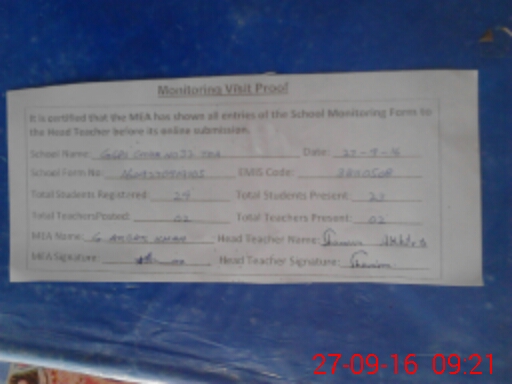 Monitoring Visit Proof
It is certified that the MEA has shown all entries of the School Monitoring Form to
the Head Teacher before its online submission.
School Name: Date: 27-9-16
School Form No: EMIS Code:
Total Students Registered: 29 Total Students Present: 23
Total TeachersPosted: 02 Total Teachers Present: 02
MEA Name: Head Teacher Name:
MEA Signature: Head Teacher Signature:
27-09-16 09:21